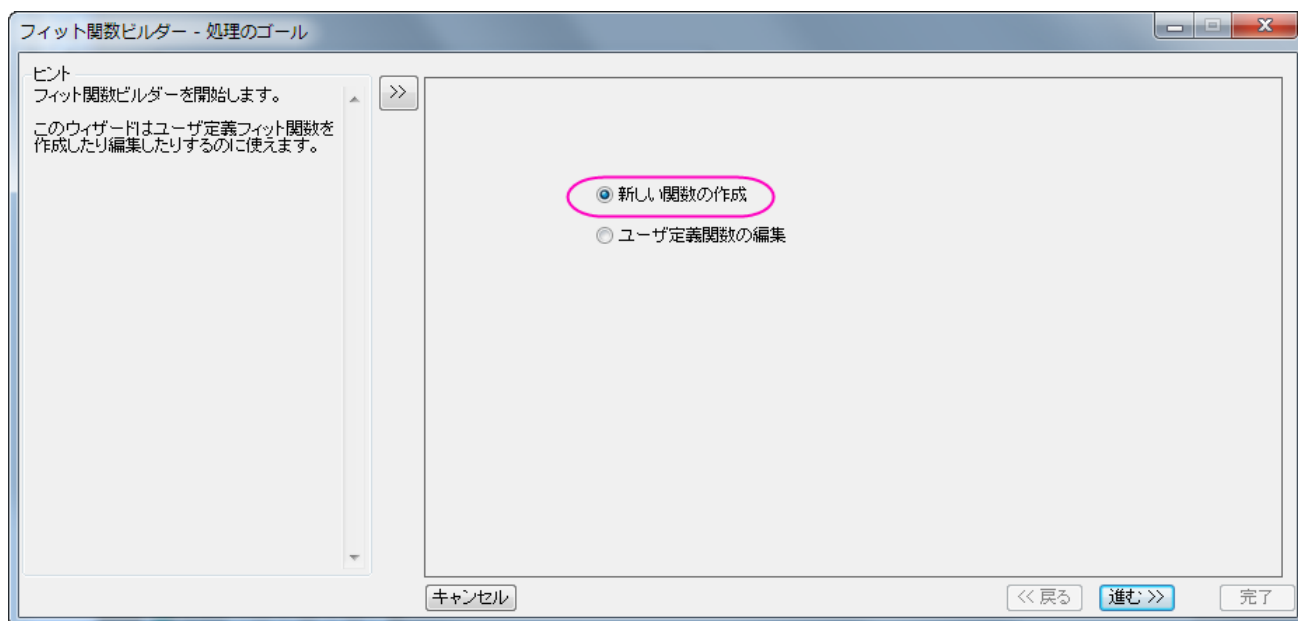 フィット関数ビルダー - 処理のゴール
ヒント
フィット関数ビルダーを開始します。
このウィザードはユーザ定義フィット関数を
作成したり編集したりするのに使えます。
>>
新しい関数の作成
ユーザ定義関数の編集
キャンセル
<< 戻る
進む >>
完了